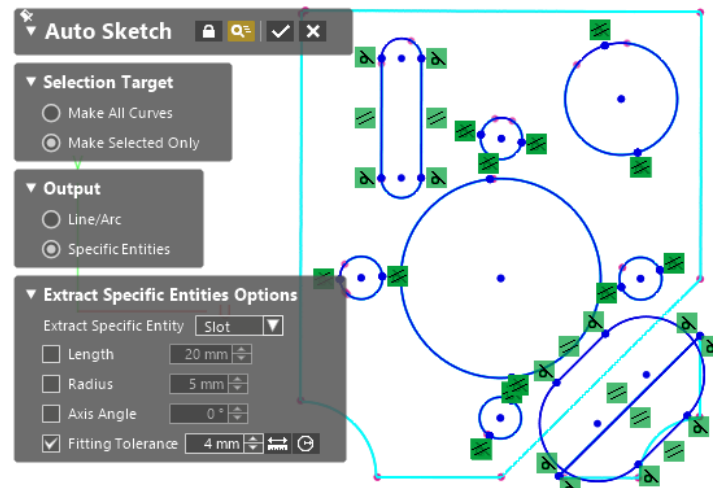 Auto Sketch
Selection Target
Make All Curves
Make Selected Only
Output
Line/Arc
Specific Entities
Extract Specific Entities Options
Extract Specific Entity Slot
Length 20 mm
Radius 5 mm
Axis Angle 0 °
Fitting Tolerance 4 mm